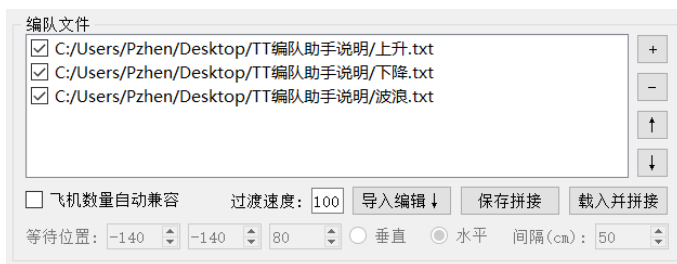 编队文件
C:/Users/Pzhen/Desktop/TT编队助手说明/上升.txt
C:/Users/Pzhen/Desktop/TT编队助手说明/下降.txt
C:/Users/Pzhen/Desktop/TT编队助手说明/波浪.txt
+
-
↑
↓
飞机数量自动兼容 过渡速度: 100 导入编辑↓ 保存拼接 载入并拼接
等待位置: -140 -140 80 垂直 水平 间隔(cm): 50